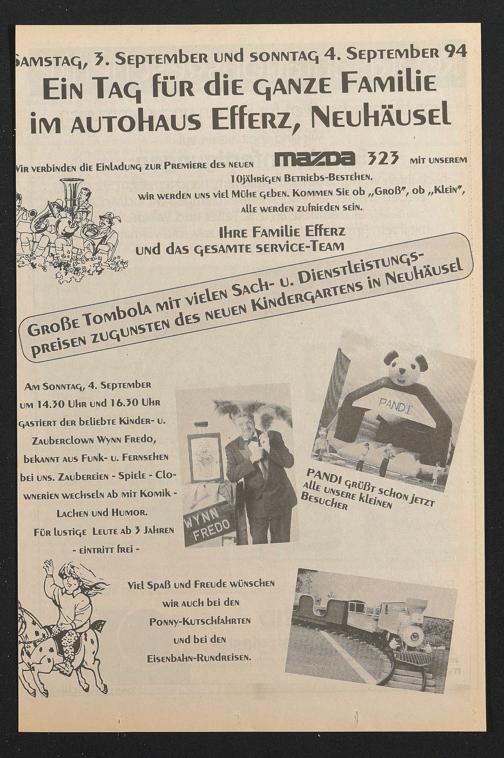 Samstag, 3. September und sonntag 4. September 94
Ein Tag für die ganze Familie
im autohaus Efferz, Neuhäusel
Wir verbinden die Einladung zur Premiere des neuen mazda 323 mit unserem
10jährigen Betriebs-Bestehen.
wir werden uns viel Mühe geben. Kommen Sie ob „Groß", ob „Klein",
alle werden zufrieden sein.
Ihre Familie Efferz
und das gesamte service-Team
Große Tombola mit vielen Sach- u. Dienstleistungs-
preisen zugunsten des neuen Kindergartens in Neuhäusel
Am Sonntag, 4. September
um 14.30 Uhr und 16.30 Uhr
gastiert der beliebte Kinder- u.
Zauberclown Wynn Fredo,
bekannt aus Funk- u. Fernsehen
bei uns. Zaubereien - Spiele - Clo-
wnerien wechseln ab mit Komik -
Lachen und Humor.
Für lustige Leute ab 3 Jahren
- eintritt frei -
WYNN
FREDO
PANDI
PANDI grüßt schon jetzt
alle unsere kleinen
Besucher
Viel Spaß und Freude wünschen
wir auch bei den
Ponny-Kutschfahrten
und bei den
Eisenbahn-Rundreisen.